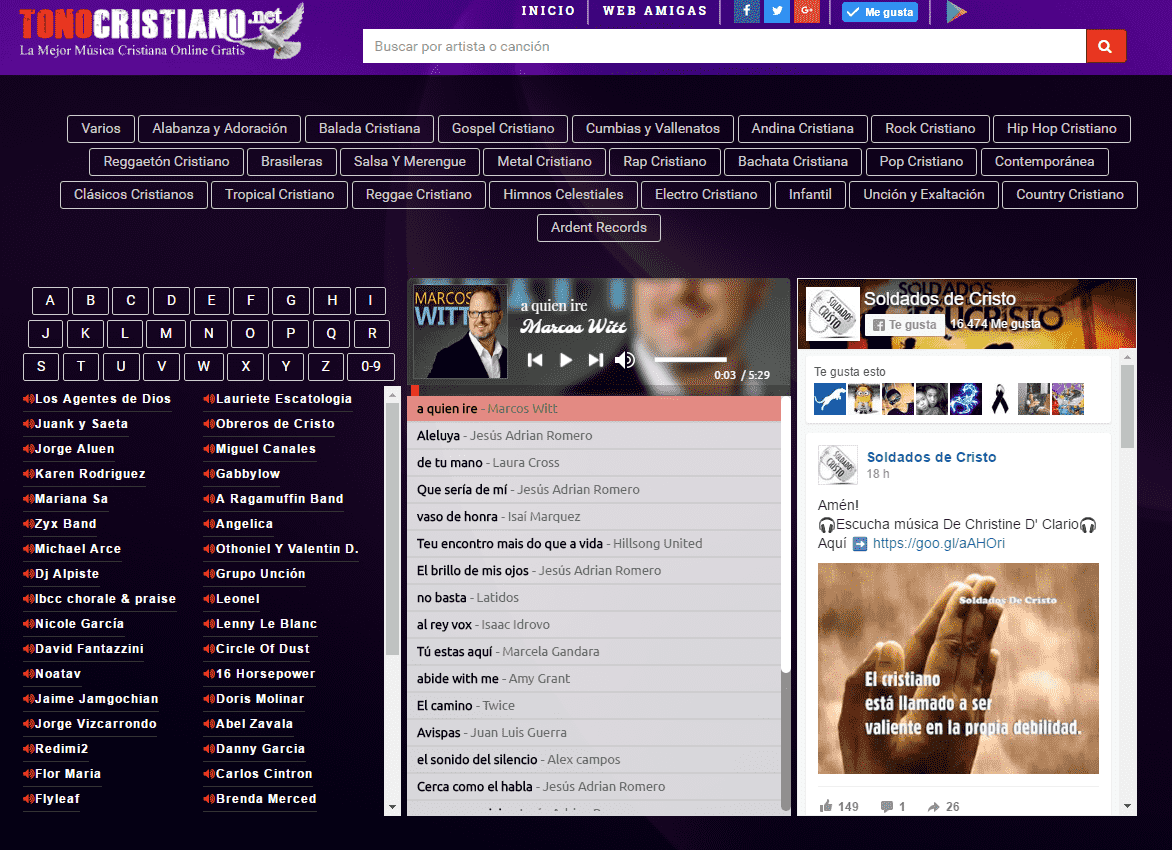 TONOCRISTIANO.net
La Mejor Música Cristiana Online Gratis
INICIO
WEB AMIGAS
Me gusta
Buscar por artista o canción
Varios
Alabanza y Adoración
Balada Cristiana
Gospel Cristiano
Cumbias y Vallenatos
Andina Cristiana
Rock Cristiano
Hip Hop Cristiano
Reggaetón Cristiano
Brasileras
Salsa Y Merengue
Metal Cristiano
Rap Cristiano
Bachata Cristiana
Pop Cristiano
Contemporánea
Clásicos Cristianos
Tropical Cristiano
Reggae Cristiano
Himnos Celestiales
Electro Cristiano
Infantil
Unción y Exaltación
Country Cristiano
Ardent Records
A B C D E F G H I
J K L M N O P Q R
S T U V W X Y Z 0-9
Los Agentes de Dios
Juank y Saeta
Jorge Aluen
Karen Rodriguez
Mariana Sa
Zyx Band
Michael Arce
Dj Alpiste
Ibcc chorale & praise
Nicole García
David Fantazzini
Noatav
Jaime Jamgochian
Jorge Vizcarrondo
Redimi2
Flor Maria
Flyleaf
Lauriete Escatologia
Obreros de Cristo
Miguel Canales
Gabbylow
A Ragamuffin Band
Angelica
Othoniel Y Valentin D.
Grupo Unción
Leonel
Lenny Le Blanc
Circle Of Dust
16 Horsepower
Doris Molinar
Abel Zavala
Danny Garcia
Carlos Cintron
Brenda Merced
MARCOS
WITT
a quien ire
Marcos Witt
0:03 / 5:29
a quien ire - Marcos Witt
Aleluya - Jesús Adrian Romero
de tu mano - Laura Cross
Que sería de mí - Jesús Adrian Romero
vaso de honra - Isaí Marquez
Teu encontro mais do que a vida - Hillsong United
El brillo de mis ojos - Jesús Adrian Romero
no basta - Latidos
al rey vox - Isaac Idrovo
Tú estas aquí - Marcela Gandara
abide with me - Amy Grant
El camino - Twice
Avispas - Juan Luis Guerra
el sonido del silencio - Alex campos
Cerca como el habla - Jesús Adrian Romero
SOLDADOS
CRISTO
Soldados de Cristo
Te gusta
16.474 Me gusta
Te gusta esto
Soldados de Cristo
18 h
Amén!
🎧Escucha música De Christine D' Clario🎧
Aquí ➡ https://goo.gl/aAHOri
Soldados De Cristo
El cristiano
está llamado a ser
valiente en la propia debilidad.
149
1
26